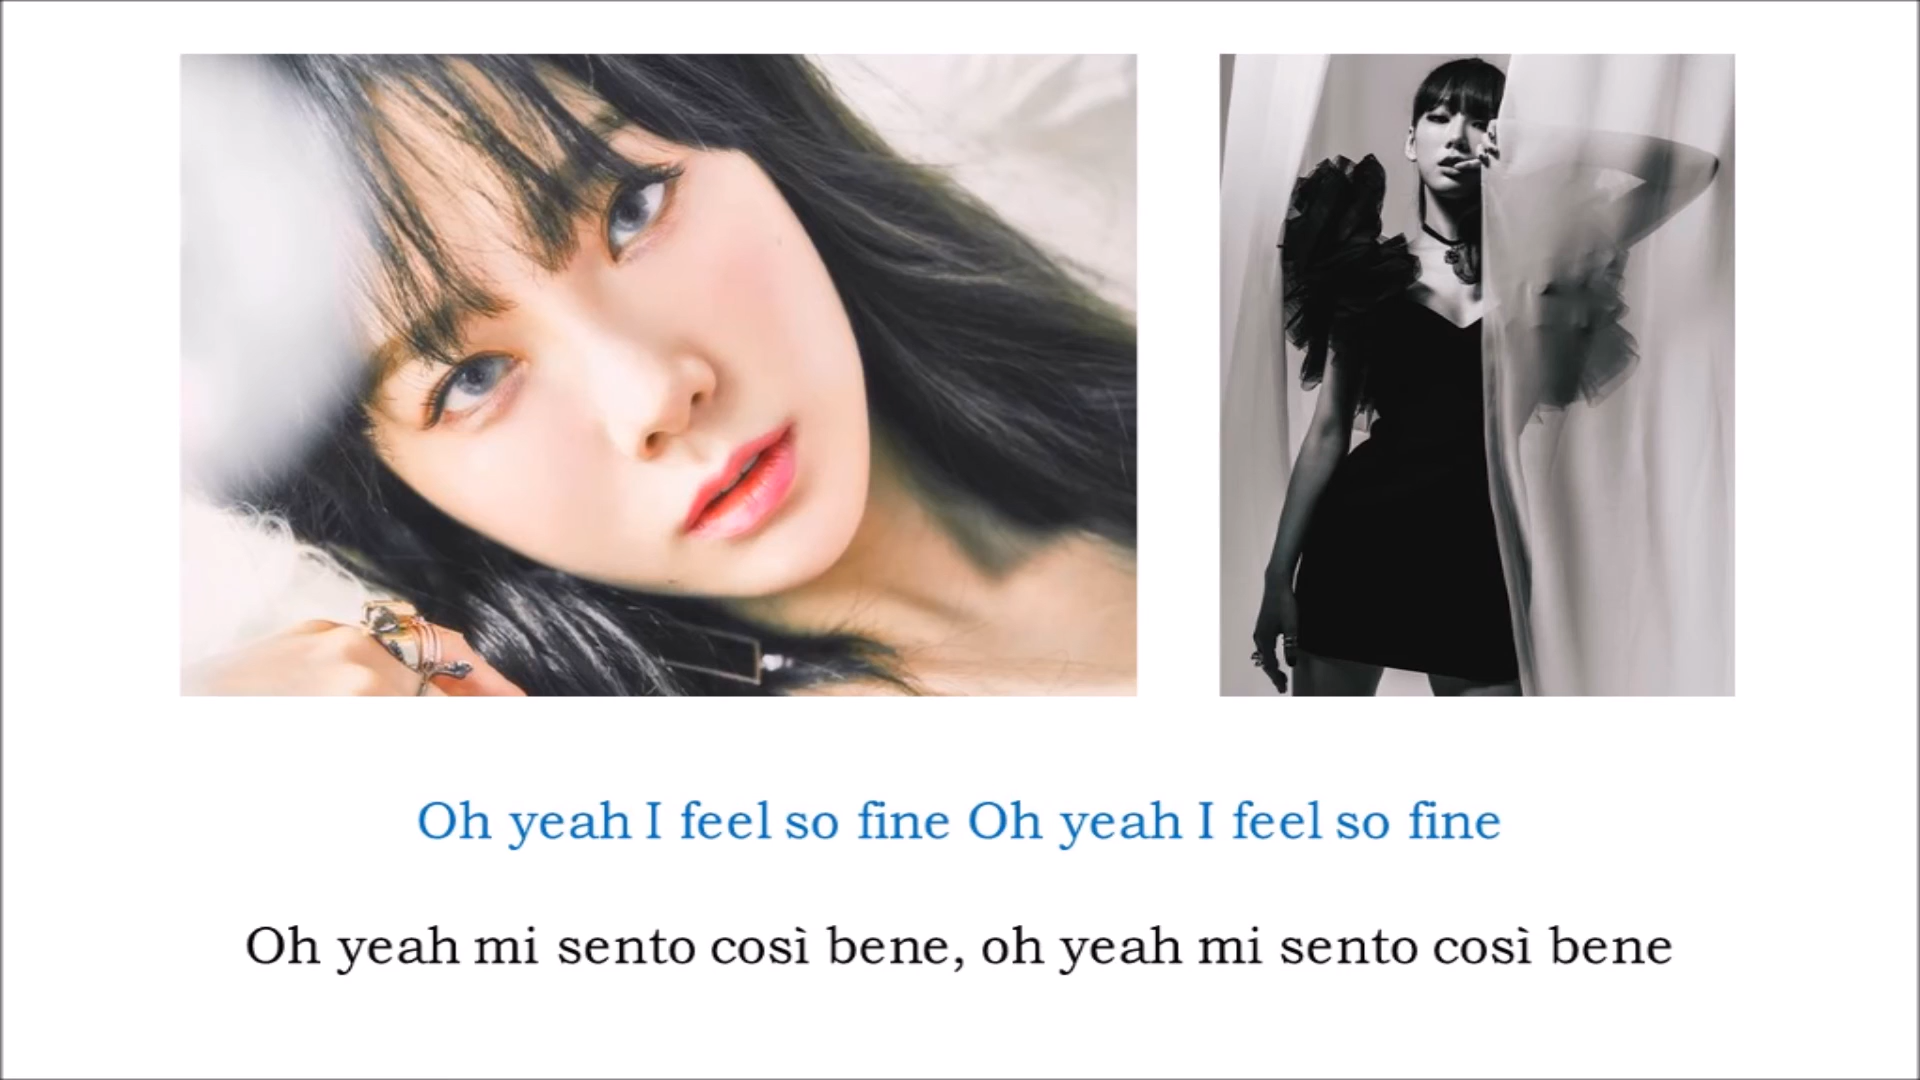 Oh yeah I feel so fine Oh yeah I feel so fine
Oh yeah mi sento così bene, oh yeah mi sento così bene